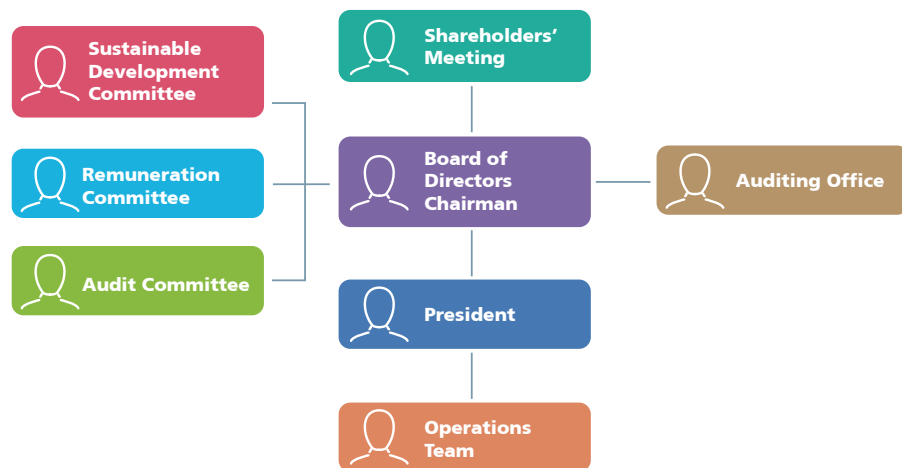 Sustainable
Development
Committee
Remuneration
Committee
Audit Committee
Shareholders’
Meeting
Board of
Directors
Chairman
President
Operations
Team
Auditing Office